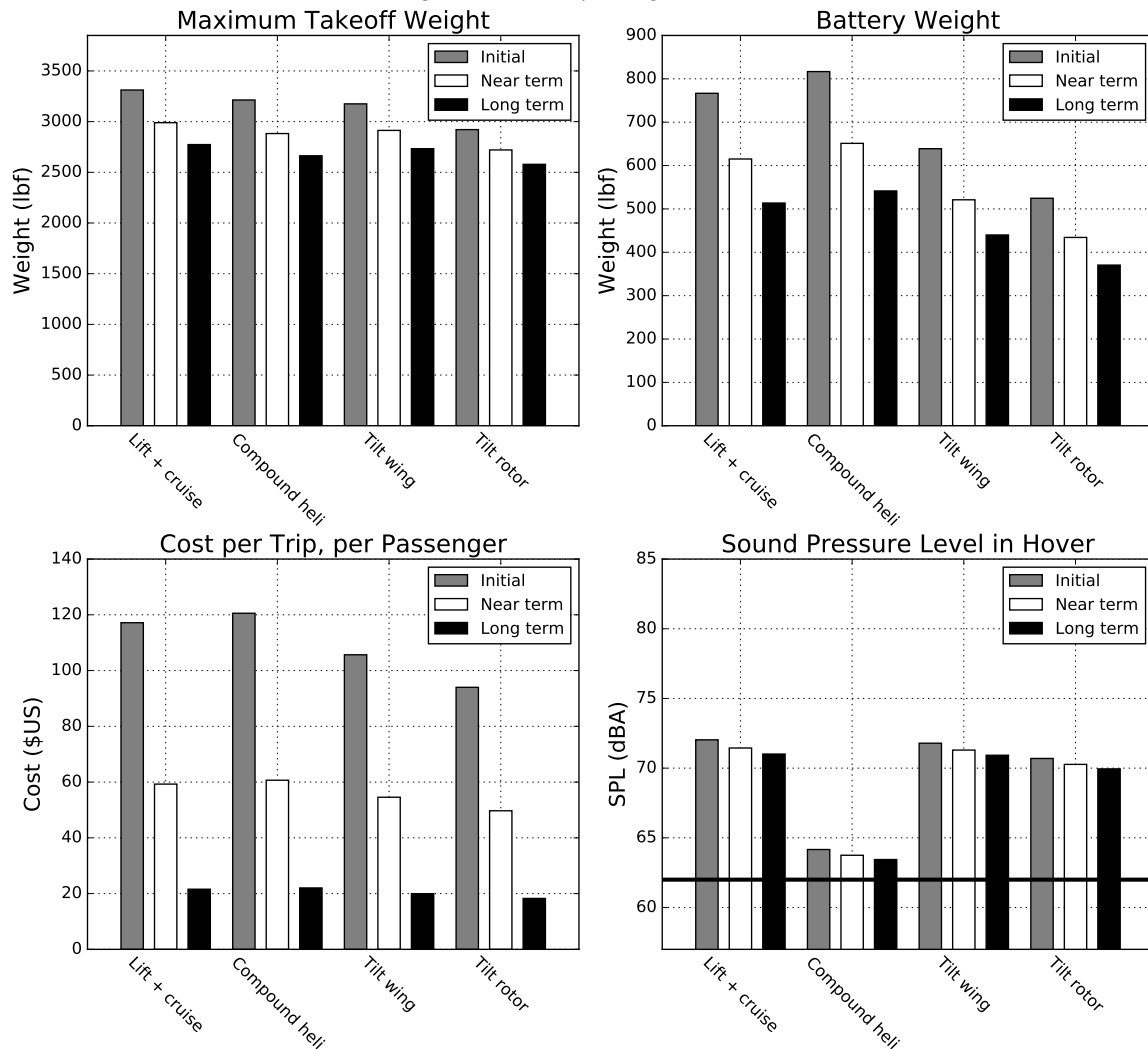 Maximum Takeoff Weight
Weight (lbf)
3500
3000
2500
2000
1500
1000
500
0
Initial
Near term
Long term
Lift + cruise
Compound heli
Tilt wing
Tilt rotor
Battery Weight
Weight (lbf)
900
800
700
600
500
400
300
200
100
0
Initial
Near term
Long term
Lift + cruise
Compound heli
Tilt wing
Tilt rotor
Cost per Trip, per Passenger
Cost ($US)
140
120
100
80
60
40
20
0
Initial
Near term
Long term
Lift + cruise
Compound heli
Tilt wing
Tilt rotor
Sound Pressure Level in Hover
SPL (dBA)
85
80
75
70
65
60
Initial
Near term
Long term
Lift + cruise
Compound heli
Tilt wing
Tilt rotor